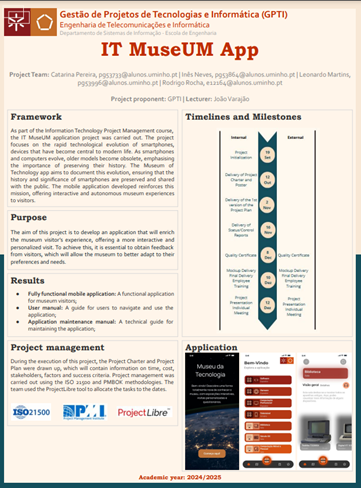 Gestão de Projetos de Tecnologias e Informática (GPTI)
Engenharia de Telecomunicações e Informática
Departamento de Sistemas de Informação - Escola de Engenharia
IT MuseUM App
Project Team: Catarina Pereira, pg53733@alunos.uminho.pt | Inês Neves, pg53864@alunos.uminho.pt | Leonardo Martins,
pg53996@alunos.uminho.pt | Rodrigo Rocha, e12164@alunos.uminho.pt
Project proponent: GPTI | Lecturer: João Varajão
Framework
As part of the Information Technology Project Management course,
the IT MuseUM application project was carried out. The project
focuses on the rapid technological evolution of smartphones,
devices that have become central to modern life. As smartphones
and computers evolve, older models become obsolete, emphasising
the importance of preserving their history. The Museum of
Technology app aims to document this evolution, ensuring that the
history and significance of smartphones are preserved and shared
with the public. The mobile application developed reinforces this
mission, offering interactive and autonomous museum experiences
to visitors.
Purpose
The aim of this project is to develop an application that will enrich
the museum visitor's experience, offering a more interactive and
personalized visit. To achieve this, it is essential to obtain feedback
from visitors, which will allow the museum to better adapt to their
preferences and needs.
Results
• Fully functional mobile application: A functional application
for museum visitors;
• User manual: A guide for users to navigate and use the
application;
• Application maintenance manual: A technical guide for
maintaining the application;
Project management
During the execution of this project, the Project Charter and Project
Plan were drawn up, which will contain information on time, cost,
stakeholders, factors and success criteria. Project management was
carried out using the ISO 21500 and PMBOK methodologies. The
team used the ProjectLibre tool to allocate the tasks to the dates.
ISO21500
PMI
Project Management Institute
ProjectLibre
Timelines and Milestones
Internal
External
Project
Initialization
Delivery of Project
Charter and
Poster
Delivery of the 1st
version of the
Project Plan
Delivery of
Status/Control
Reports
Quality Certificate
Quality Certificate
Mockup Delivery
Final Delivery
Employee
Training
Mockup Delivery
Final Delivery
Employee
Training
Project
Presentation
Individual
Meeting
Project
Presentation
Individual
Meeting
Application
Museu da
Tecnologia
Bem-Vindo
Biblioteca
Visão geral
Academic year: 2024/2025